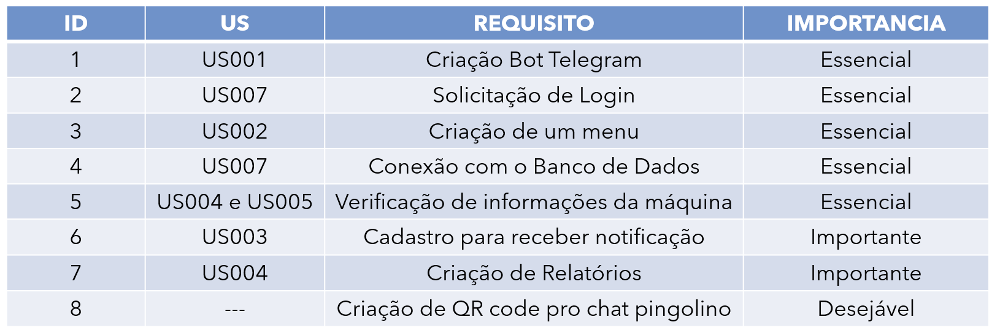 ID US REQUISITO IMPORTANCIA
1 US001 Criação Bot Telegram Essencial
2 US007 Solicitação de Login Essencial
3 US002 Criação de um menu Essencial
4 US007 Conexão com o Banco de Dados Essencial
5 US004 e US005 Verificação de informações da máquina Essencial
6 US003 Cadastro para receber notificação Importante
7 US004 Criação de Relatórios Importante
8 --- Criação de QR code pro chat pingolino Desejável